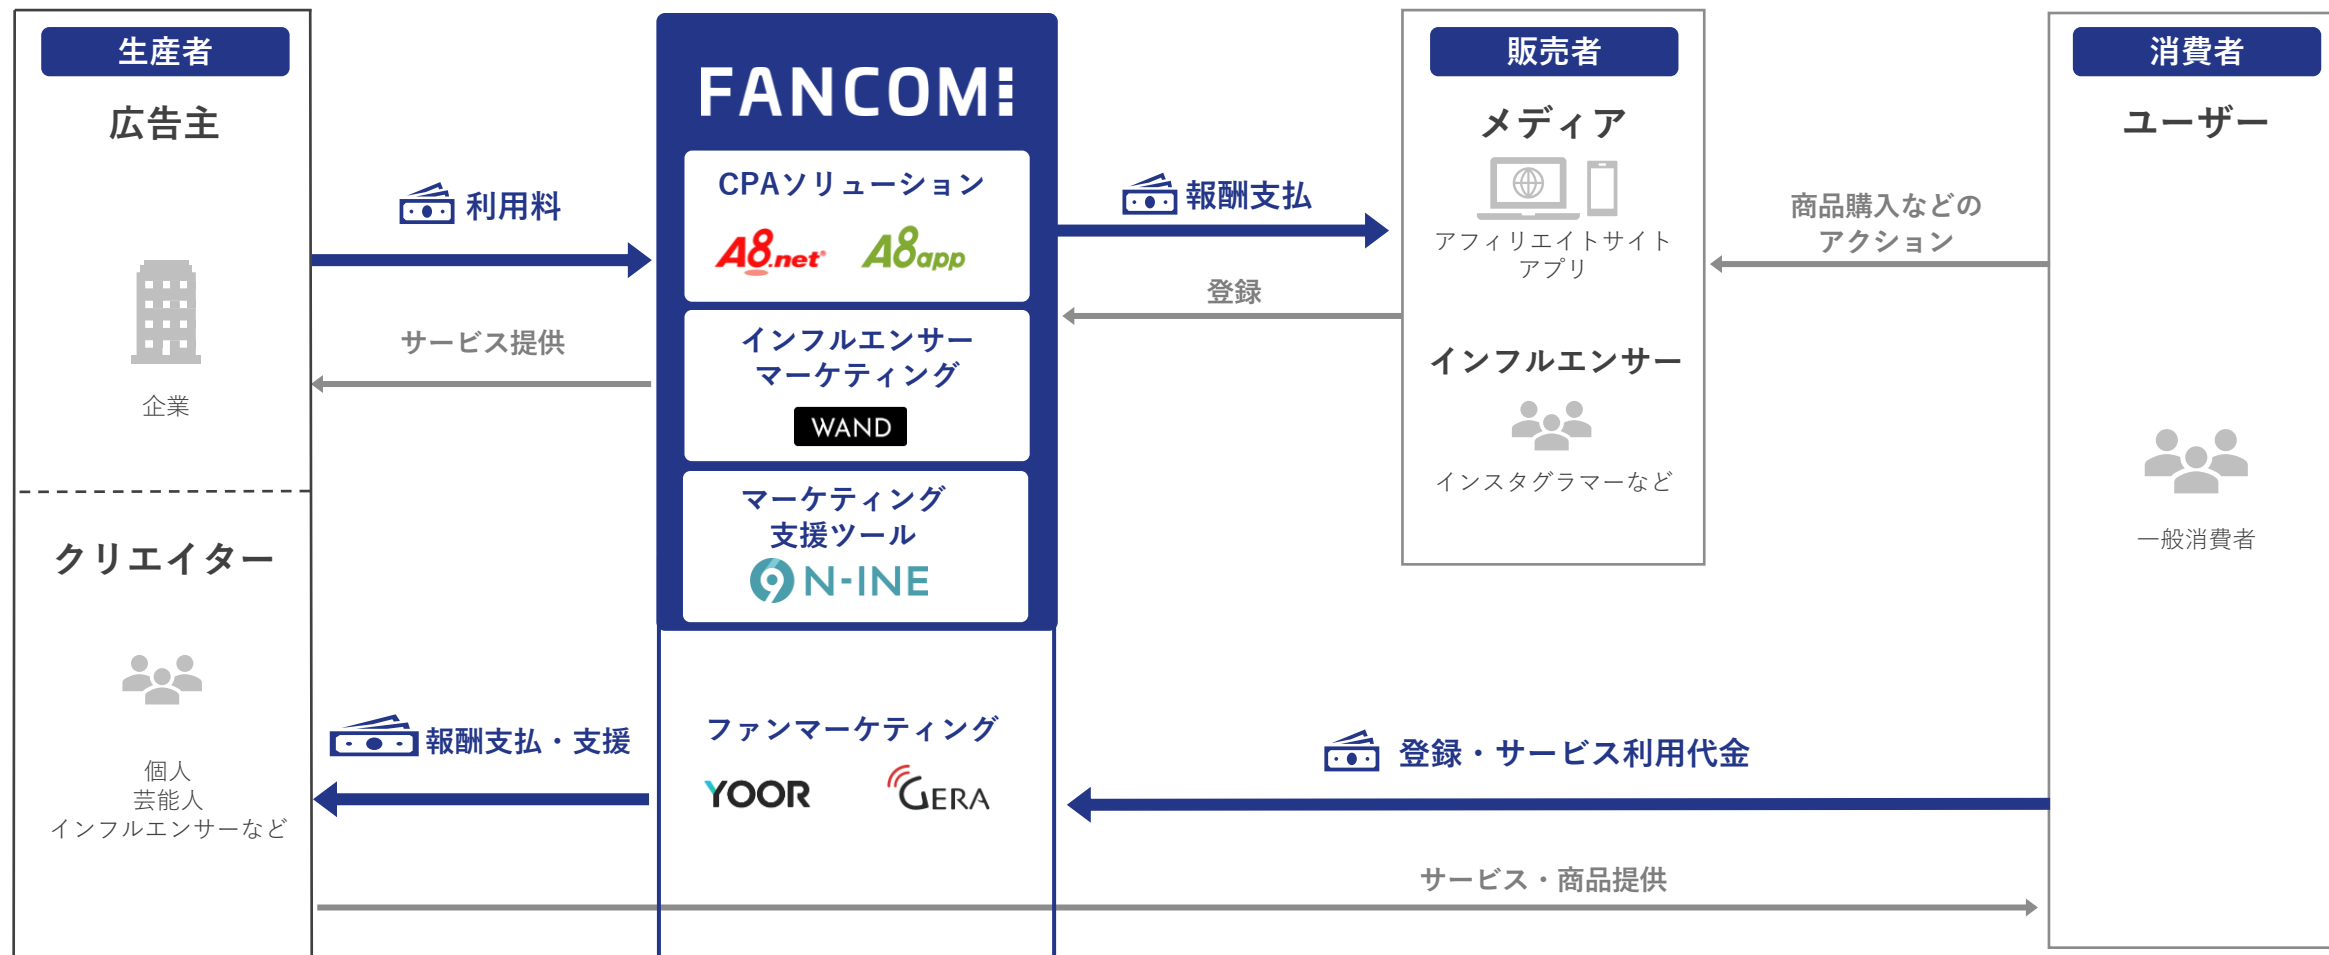 生産者
広告主
企業
クリエイター
個人
芸能人
インフルエンサーなど
利用料
サービス提供
報酬支払・支援
FANCOMI
CPAソリューション
A8.net
A8app
インフルエンサー
マーケティング
WAND
マーケティング
支援ツール
N-INE
ファンマーケティング
YOOR
GERA
報酬支払
登録
販売者
メディア
アフィリエイトサイト
アプリ
インフルエンサー
インスタグラマーなど
商品購入などの
アクション
登録・サービス利用代金
サービス・商品提供
消費者
ユーザー
一般消費者